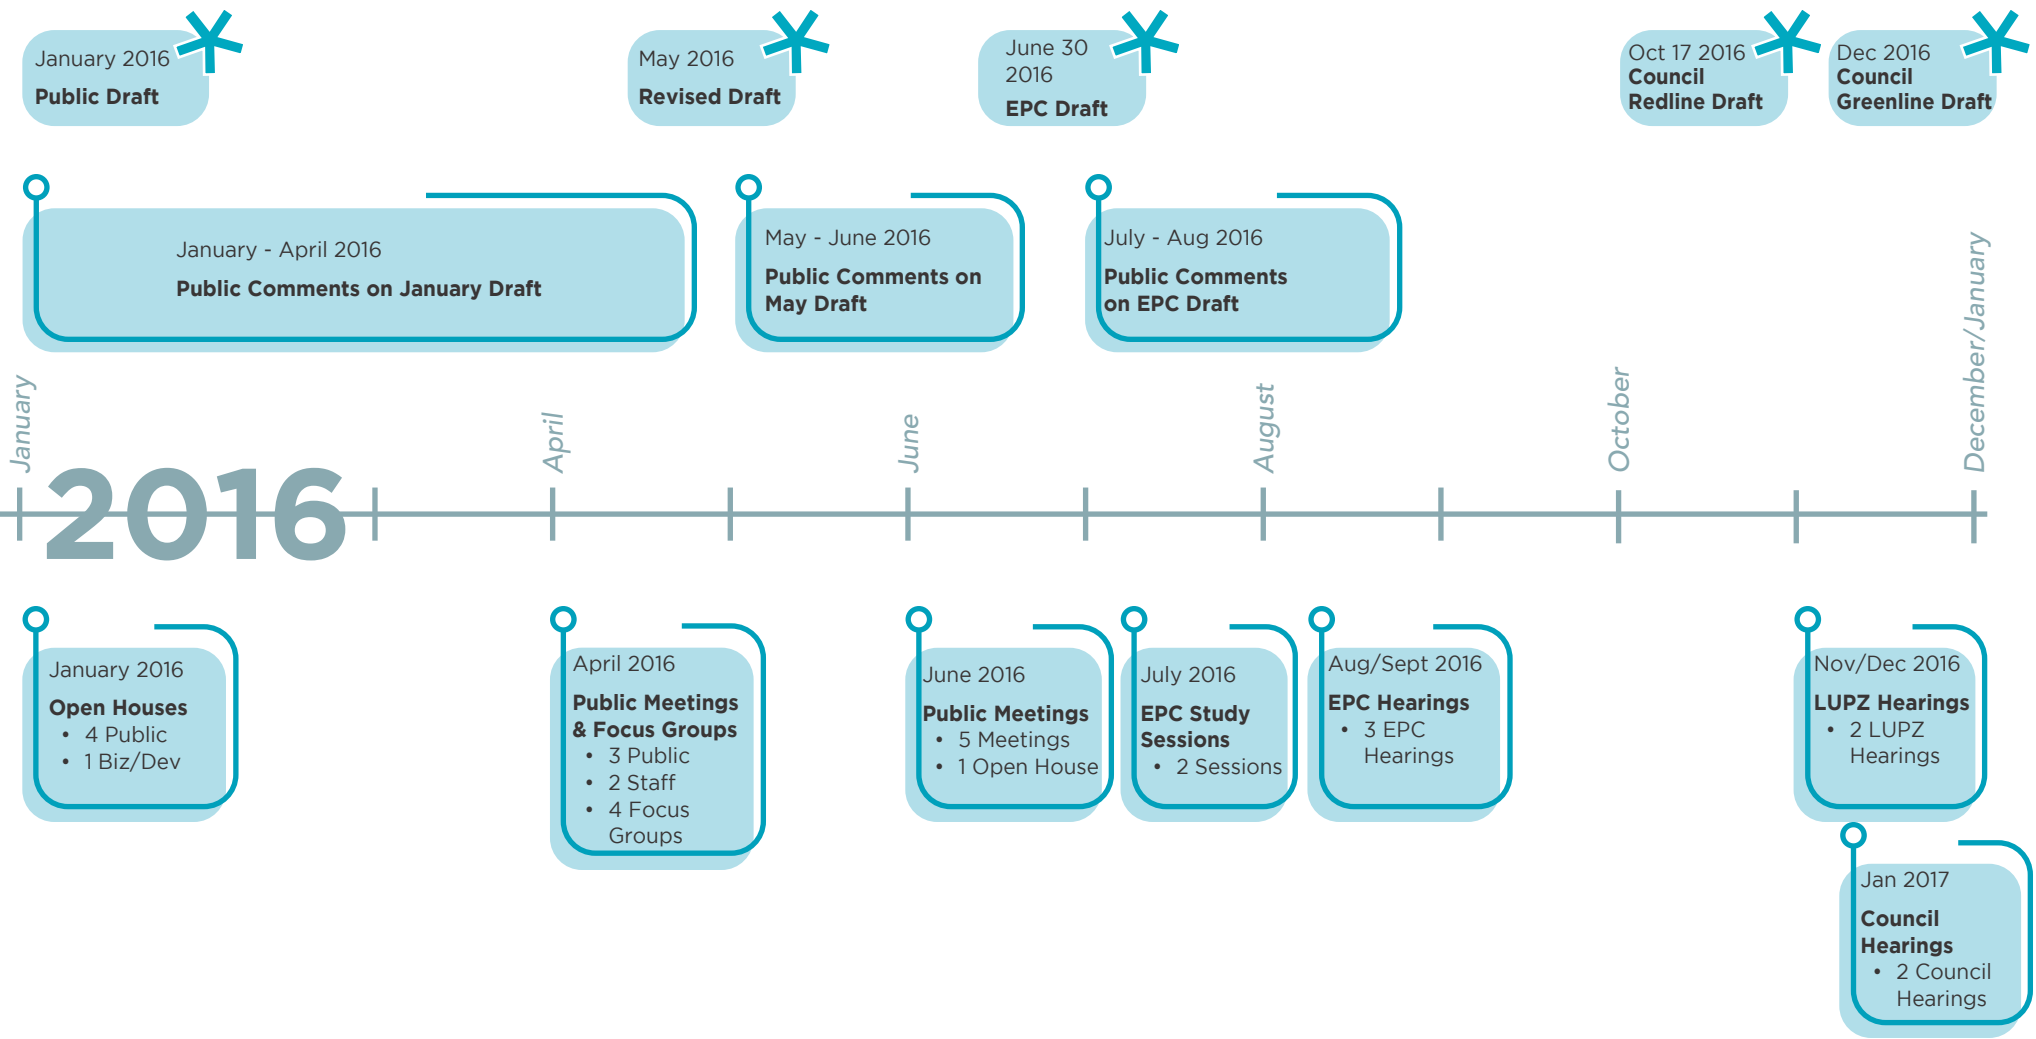 January 2016
Public Draft
May 2016
Revised Draft
June 30
2016
EPC Draft
Oct 17 2016
Council
Redline Draft
Dec 2016
Council
Greenline Draft
January - April 2016
Public Comments on January Draft
May - June 2016
Public Comments on
May Draft
July - Aug 2016
Public Comments
on EPC Draft
January
April
June
August
October
December/January
2016
January 2016
Open Houses
• 4 Public
• 1 Biz/Dev
April 2016
Public Meetings
& Focus Groups
• 3 Public
• 2 Staff
• 4 Focus
Groups
June 2016
Public Meetings
• 5 Meetings
• 1 Open House
July 2016
EPC Study
Sessions
• 2 Sessions
Aug/Sept 2016
EPC Hearings
• 3 EPC
Hearings
Nov/Dec 2016
LUPZ Hearings
• 2 LUPZ
Hearings
Jan 2017
Council
Hearings
• 2 Council
Hearings